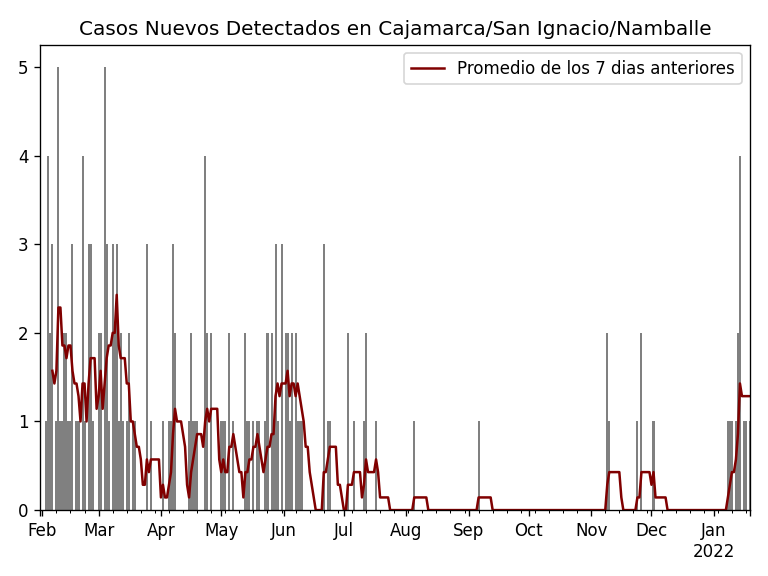 Casos Nuevos Detectados en Cajamarca/San Ignacio/Namballe
Promedio de los 7 dias anteriores
5
4
3
2
1
0
Feb Mar Apr May Jun Jul Aug Sep Oct Nov Dec Jan
2022